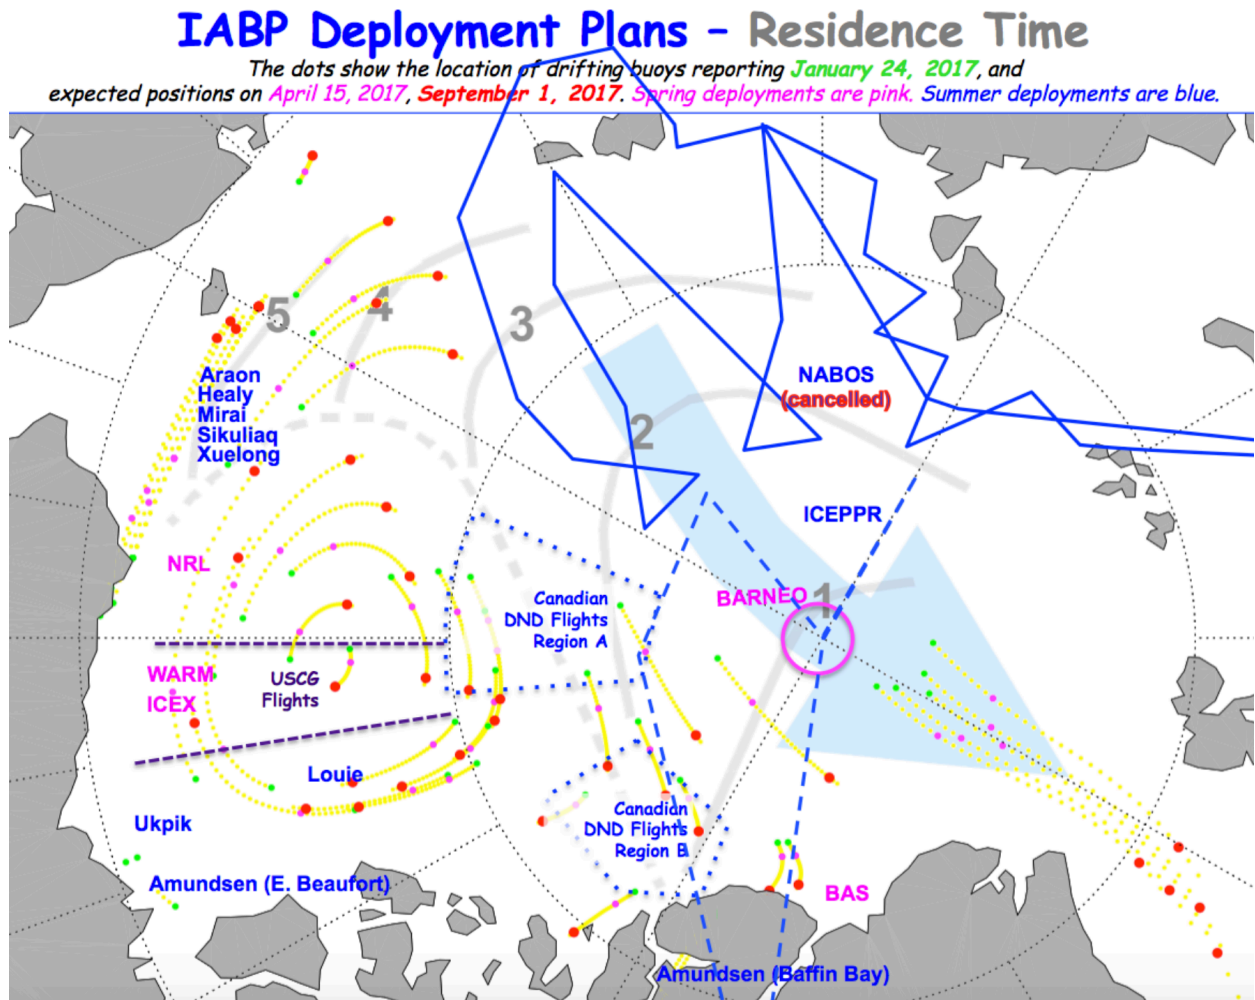 IABP Deployment Plans – Residence Time
The dots show the location of drifting buoys reporting January 24, 2017, and
expected positions on April 15, 2017, September 1, 2017. Spring deployments are pink. Summer deployments are blue.
5
4
3
2
1
Araon
Healy
Mirai
Sikuliaq
Xuelong
NABOS
(cancelled)
ICEPPR
NRL
BARNEO
Canadian
DND Flights
Region A
WARM
ICEX
USCG
Flights
Louie
Ukpik
Canadian
DND Flights
Region B
Amundsen (E. Beaufort)
BAS
Amundsen (Baffin Bay)